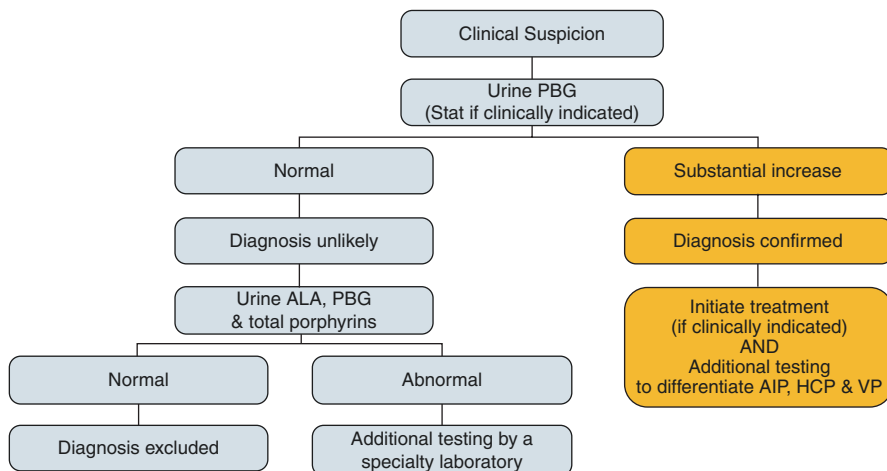 Clinical Suspicion
Urine PBG
(Stat if clinically indicated)
Normal
Substantial increase
Diagnosis unlikely
Diagnosis confirmed
Urine ALA, PBG
& total porphyrins
Initiate treatment
(if clinically indicated)
AND
Additional testing
to differentiate AIP, HCP & VP
Normal
Abnormal
Diagnosis excluded
Additional testing by a
specialty laboratory